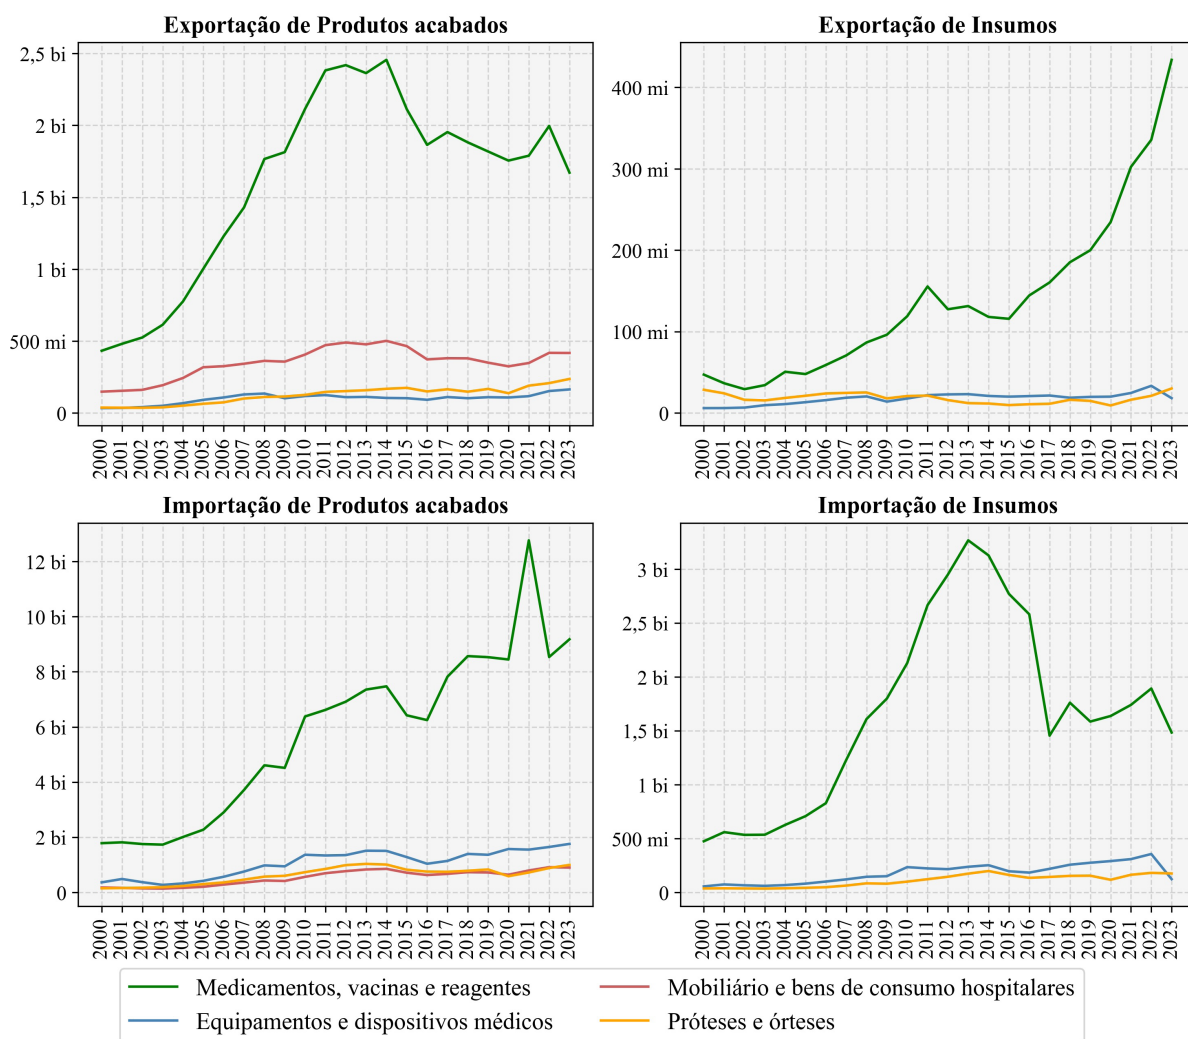 Exportação de Produtos acabados
2,5 bi
2 bi
1,5 bi
1 bi
500 mi
0
2000 2001 2002 2003 2004 2005 2006 2007 2008 2009 2010 2011 2012 2013 2014 2015 2016 2017 2018 2019 2020 2021 2022 2023
Exportação de Insumos
400 mi
300 mi
200 mi
100 mi
0
2000 2001 2002 2003 2004 2005 2006 2007 2008 2009 2010 2011 2012 2013 2014 2015 2016 2017 2018 2019 2020 2021 2022 2023
Importação de Produtos acabados
12 bi
10 bi
8 bi
6 bi
4 bi
2 bi
0
2000 2001 2002 2003 2004 2005 2006 2007 2008 2009 2010 2011 2012 2013 2014 2015 2016 2017 2018 2019 2020 2021 2022 2023
Importação de Insumos
3 bi
2,5 bi
2 bi
1,5 bi
1 bi
500 mi
0
2000 2001 2002 2003 2004 2005 2006 2007 2008 2009 2010 2011 2012 2013 2014 2015 2016 2017 2018 2019 2020 2021 2022 2023
Medicamentos, vacinas e reagentes
Equipamentos e dispositivos médicos
Mobiliário e bens de consumo hospitalares
Próteses e órteses